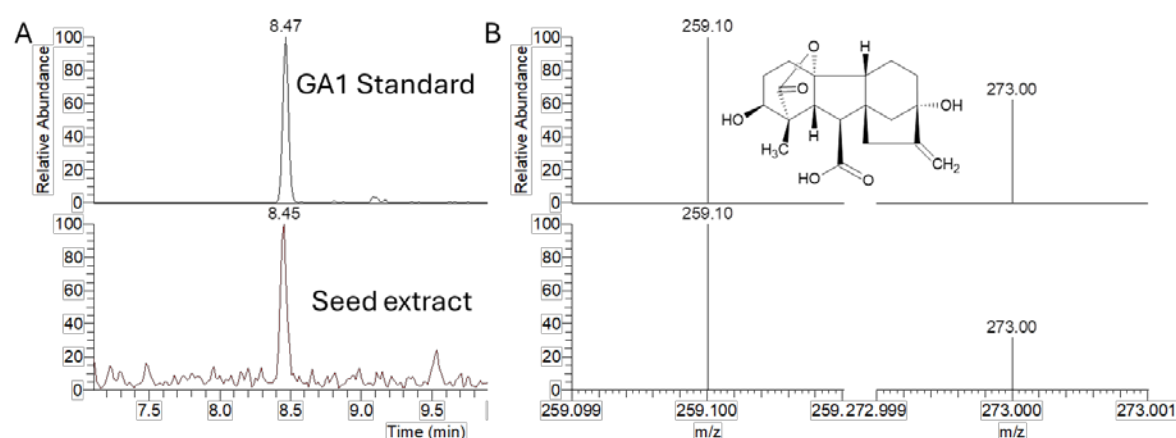 A
8.47
GA1 Standard
Relative Abundance
100
80
60
40
20
0
8.45
Seed extract
100
80
60
40
20
0
7.5 8.0 8.5 9.0 9.5
Time (min)
B
259.10
273.00
Relative Abundance
100
80
60
40
20
0
O
O
H
HO
OH
H
H₃C
CH₂
HO
O
259.10
273.00
100
80
60
40
20
0
259.099 259.100 259. 272.999 273.000 273.001
m/z m/z